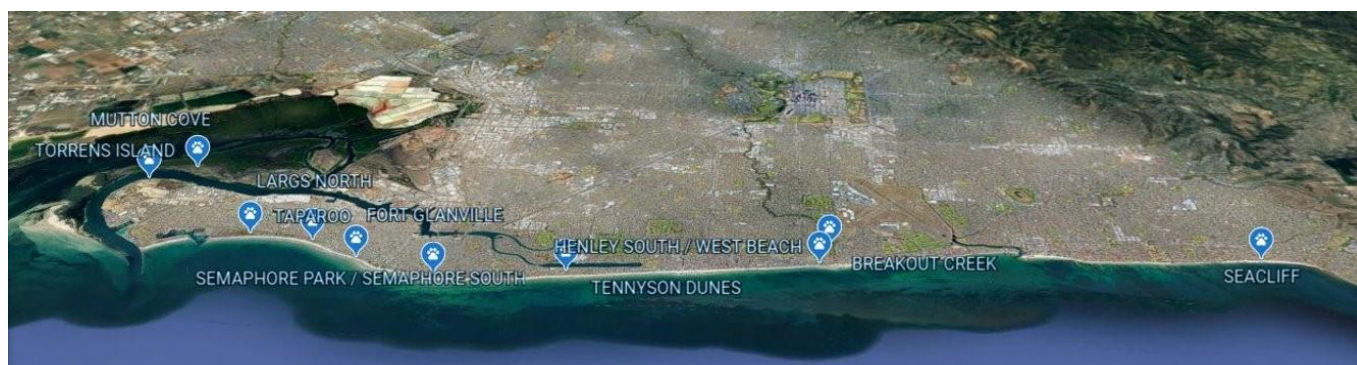 MUTTON COVE
TORRENS ISLAND
LARGS NORTH
TAPAROO
FORT GLANVILLE
SEMAPHORE PARK / SEMAPHORE SOUTH
HENLEY SOUTH / WEST BEACH
BREAKOUT CREEK
TENNYSON DUNES
SEACLIFF